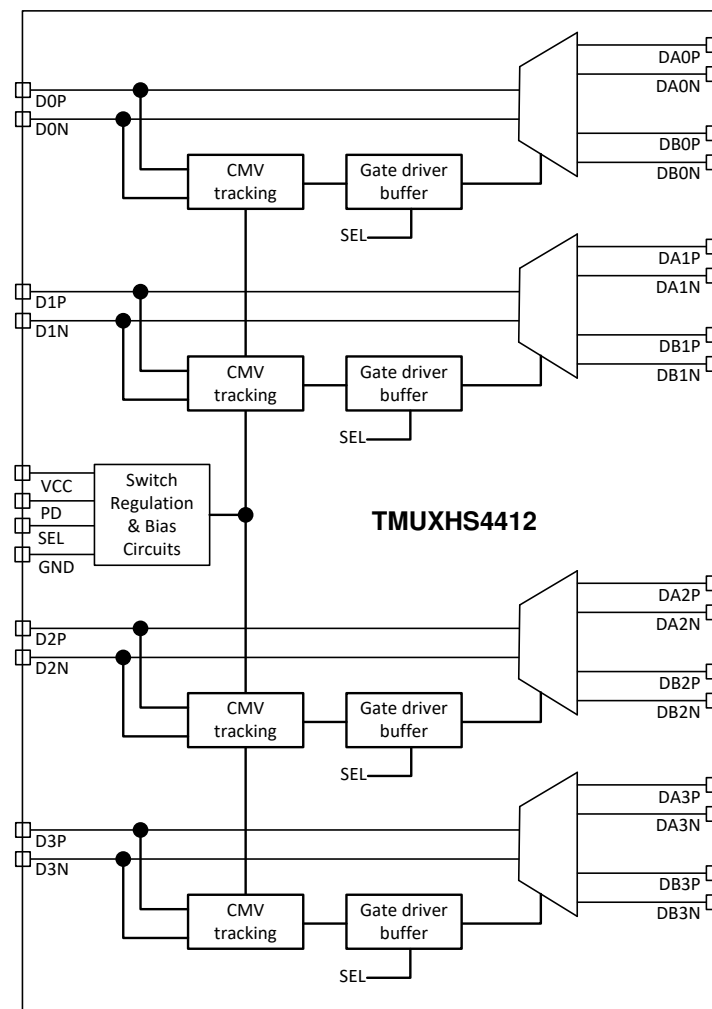 DA0P
DA0N
D0P
D0N
DB0P
DB0N
CMV
tracking
Gate driver
buffer
SEL
DA1P
DA1N
D1P
D1N
DB1P
DB1N
CMV
tracking
Gate driver
buffer
SEL
VCC
PD
SEL
GND
Switch
Regulation
& Bias
Circuits
TMUXHS4412
DA2P
DA2N
D2P
D2N
DB2P
DB2N
CMV
tracking
Gate driver
buffer
SEL
DA3P
DA3N
D3P
D3N
DB3P
DB3N
CMV
tracking
Gate driver
buffer
SEL